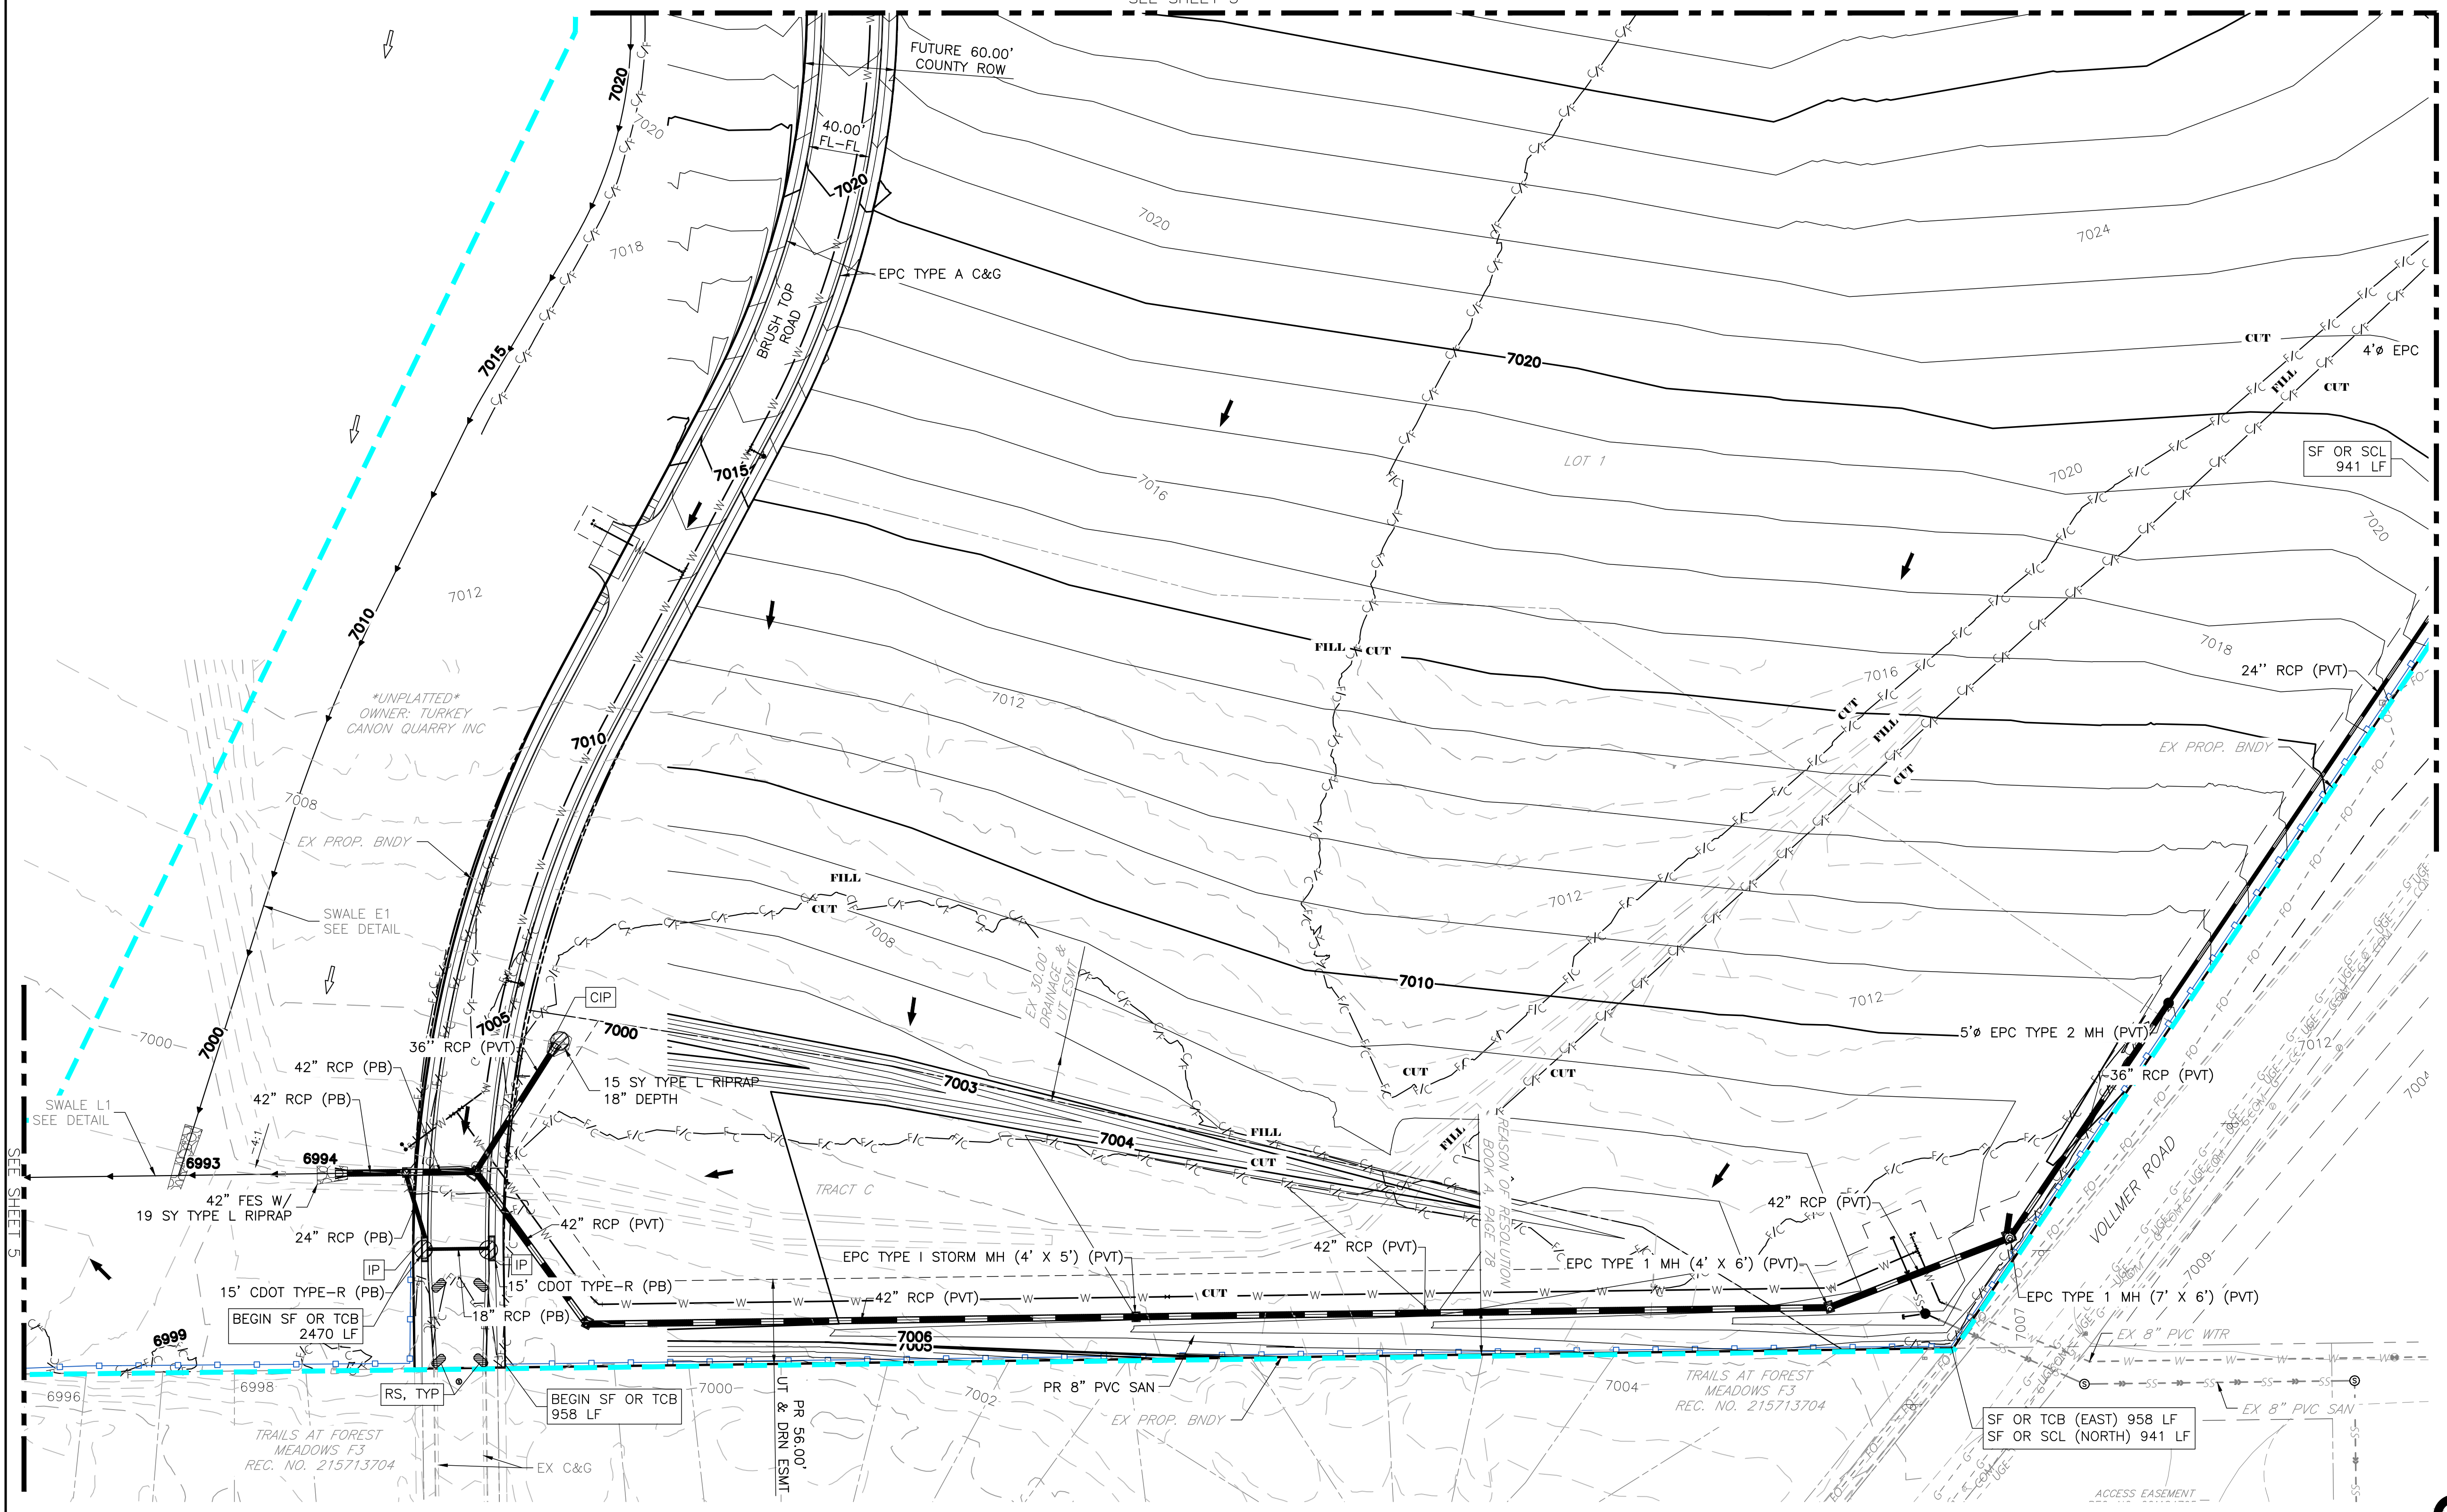 FUTURE 60.00'
COUNTY ROW
7020
7020
40.00'
FL-FL
7020
7020
7024
7018
EPC TYPE A C&G
BRUSH TOP
ROAD
CUT
4'ø EPC
7015
7020
FILL
CUT
SF OR SCL
941 LF
LOT 1
7015
7016
7020
7020
7012
7010
FILL
CUT
7018
24" RCP (PVT)
7016
*UNPLATTED*
OWNER: TURKEY
CANON QUARRY INC
7012
CUT
FILL
CUT
7010
EX PROP. BNDY
7008
EX PROP. BNDY
FILL
CUT
7012
SWALE E1
SEE DETAIL
7008
EX 30.00'
DRAINAGE &
UT ESMT
7010
7012
CIP
7005
7000
7000
7000
36" RCP (PVT)
5'ø EPC TYPE 2 MH (PVT)
7012
42" RCP (PB)
15 SY TYPE L RIPRAP
18" DEPTH
7003
CUT
CUT
36" RCP (PVT)
7004
SWALE L1
SEE DETAIL
42" RCP (PB)
4:1
7004
FILL
CUT
FILL
REASON OF RESOLUTION
BOOK A, PAGE 78
6993
6994
TRACT C
VOLLMER ROAD
42" FES W/
19 SY TYPE L RIPRAP
42" RCP (PVT)
42" RCP (PVT)
24" RCP (PB)
EPC TYPE I STORM MH (4' X 5') (PVT)
42" RCP (PVT)
EPC TYPE 1 MH (4' X 6') (PVT)
IP
IP
7009
15' CDOT TYPE-R (PB)
15' CDOT TYPE-R (PB)
42" RCP (PVT)
CUT
EPC TYPE 1 MH (7' X 6') (PVT)
BEGIN SF OR TCB
2470 LF
18" RCP (PB)
7007
6999
7006
7005
EX 8" PVC WTR
SEE SHEET 5
6996
6998
RS, TYP
BEGIN SF OR TCB
958 LF
7000
7002
PR 8" PVC SAN
7004
TRAILS AT FOREST
MEADOWS F3
REC. NO. 215713704
EX PROP. BNDY
EX 8" PVC SAN
SF OR TCB (EAST) 958 LF
SF OR SCL (NORTH) 941 LF
TRAILS AT FOREST
MEADOWS F3
REC. NO. 215713704
EX C&G
PR 56.00'
UT & DRN ESMT
ACCESS EASEMENT